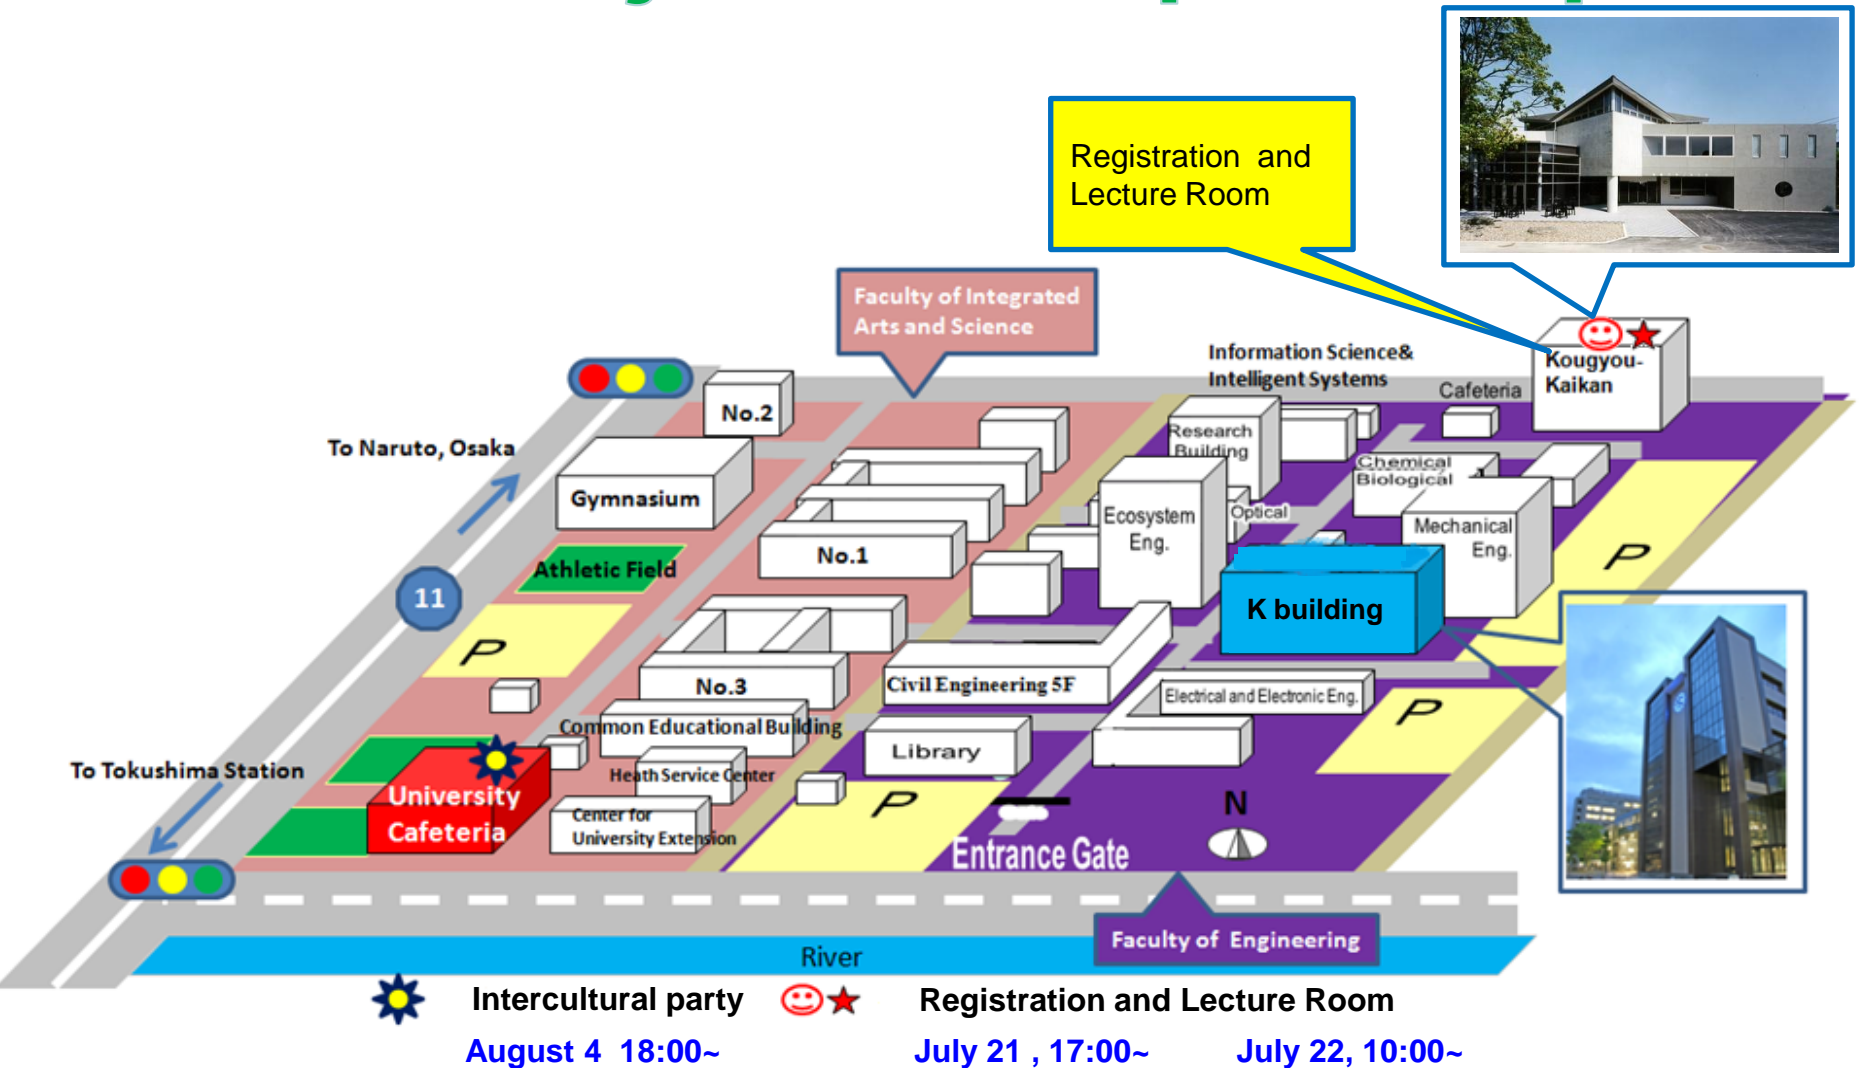 Registration and
Lecture Room
Faculty of Integrated
Arts and Science
Information Science&
Intelligent Systems
Cafeteria
Kougyou-
Kaikan
No.2
Research
Building
To Naruto, Osaka
Chemical
Biological
Gymnasium
Ecosystem
Eng.
Optical
Mechanical
Eng.
No.1
P
Athletic Field
11
K building
P
No.3
Civil Engineering 5F
Electrical and Electronic Eng.
P
Common Educational Building
Library
To Tokushima Station
Heath Service Center
University
Cafeteria
P
N
Center for
University Extension
Entrance Gate
Faculty of Engineering
River
Intercultural party
Registration and Lecture Room
August 4 18:00~
July 21 , 17:00~
July 22, 10:00~